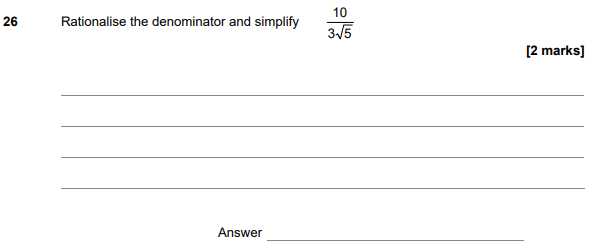 26 Rationalise the denominator and simplify 10/3√5
[2 marks]
Answer